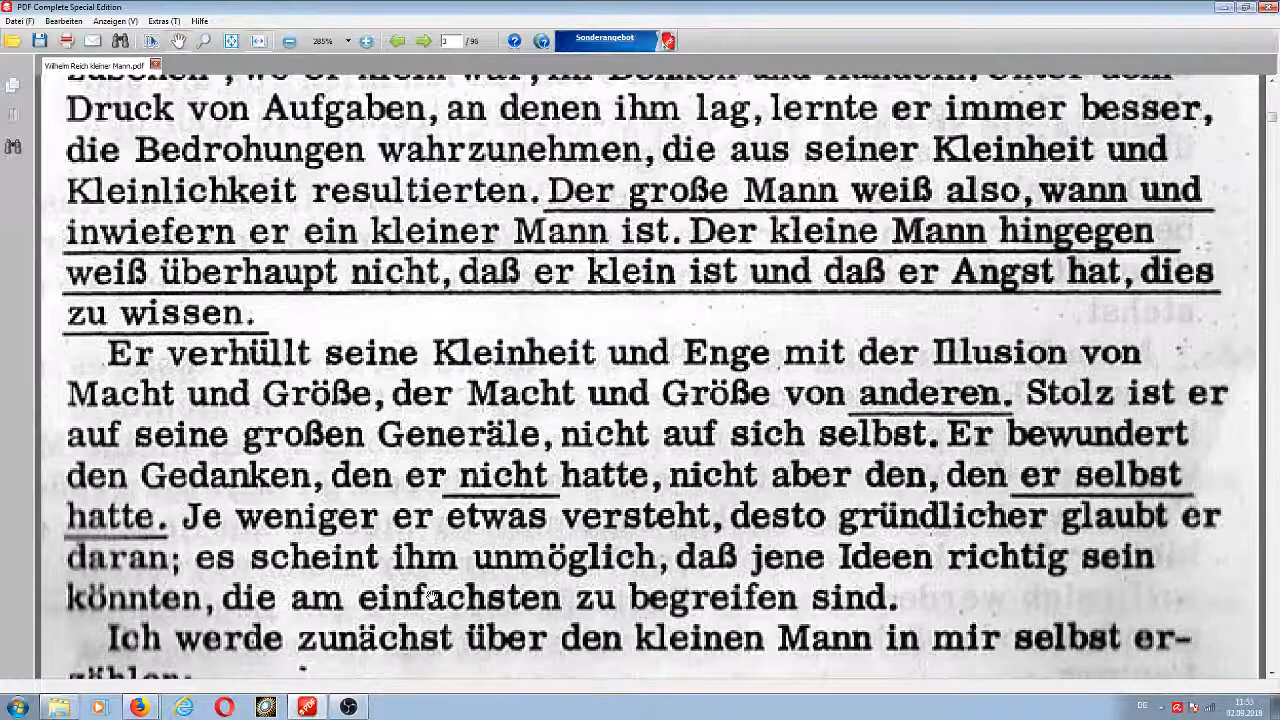 PDF Complete Special Edition
Datei (F) Bearbeiten Anzeigen (V) Extras (T) Hilfe
285% 3 / 96 Sonderangebot
Wilhelm Reich kleiner Mann.pdf
Druck von Aufgaben, an denen ihm lag, lernte er immer besser,
die Bedrohungen wahrzunehmen, die aus seiner Kleinheit und
Kleinlichkeit resultierten. Der große Mann weiß also, wann und
inwiefern er ein kleiner Mann ist. Der kleine Mann hingegen
weiß überhaupt nicht, daß er klein ist und daß er Angst hat, dies
zu wissen.
Er verhüllt seine Kleinheit und Enge mit der Illusion von
Macht und Größe, der Macht und Größe von anderen. Stolz ist er
auf seine großen Generäle, nicht auf sich selbst. Er bewundert
den Gedanken, den er nicht hatte, nicht aber den, den er selbst
hatte. Je weniger er etwas versteht, desto gründlicher glaubt er
daran; es scheint ihm unmöglich, daß jene Ideen richtig sein
könnten, die am einfachsten zu begreifen sind.
Ich werde zunächst über den kleinen Mann in mir selbst er-
DE 11:53
02.09.2018